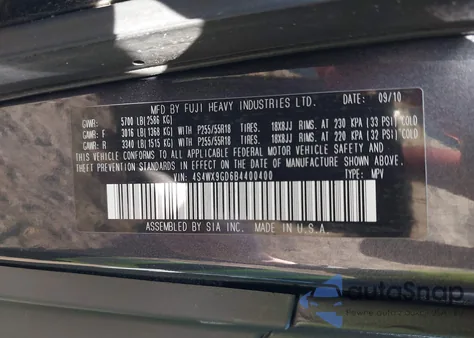 MFD BY FUJI HEAVY INDUSTRIES LTD. DATE: 09/10
GVWR: 5700 LB(2586 KG)
GAWR: F 3016 LB(1368 KG) WITH P255/55R18 TIRES. 18X8JJ RIMS. AT 230 KPA (33 PSI) COLD
GAWR: R 3340 LB(1515 KG) WITH P255/55R18 TIRES. 18X8JJ RIMS. AT 220 KPA (32 PSI) COLD
THIS VEHICLE CONFORMS TO ALL APPLICABLE FEDERAL MOTOR VEHICLE SAFETY,
THEFT PREVENTION STANDARDS IN EFFECT ON THE DATE OF MANUFACTURE SHOWN ABOVE.
VIN: 4S4WX9GD6B4400400 TYPE: MPV
ASSEMBLED BY SIA INC. MADE IN U.S.A.
autoSnap